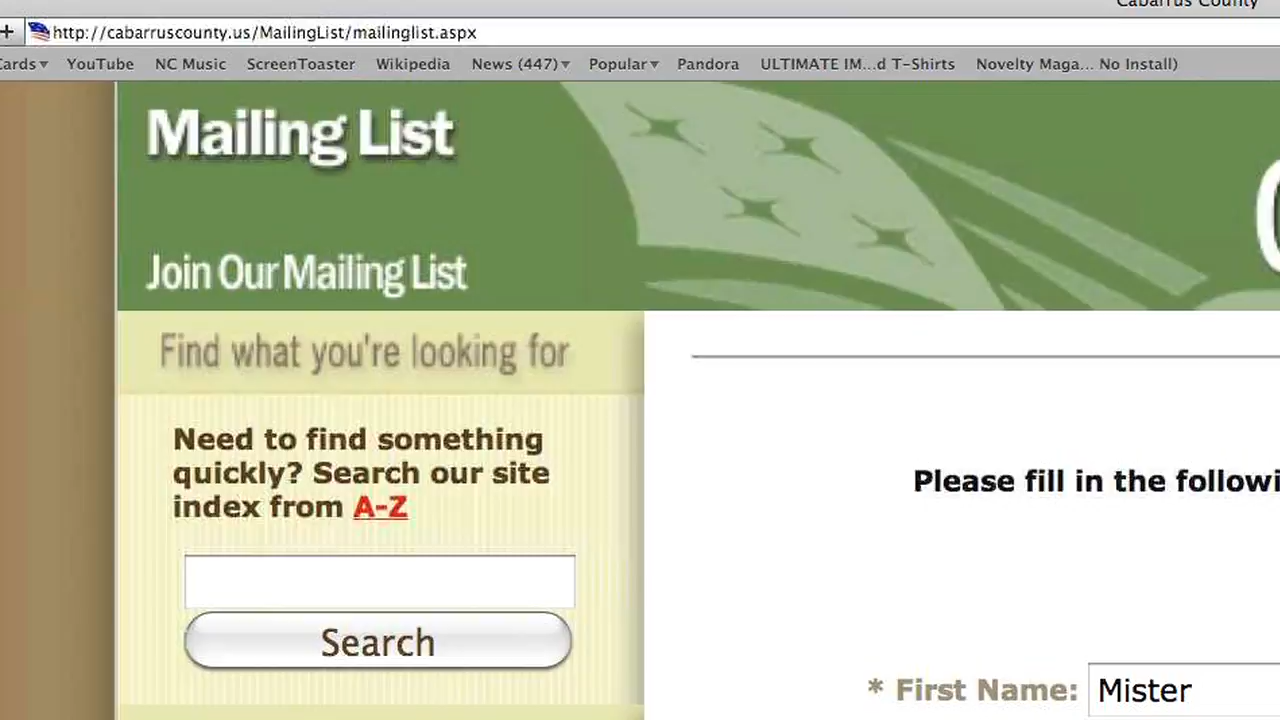 Cabarrus County
http://cabarruscounty.us/MailingList/mailinglist.aspx
YouTube NC Music ScreenToaster Wikipedia News (447) Popular Pandora ULTIMATE IM...d T-Shirts Novelty Maga... No Install)
Mailing List
Join Our Mailing List
Find what you're looking for
Need to find something
quickly? Search our site
index from A-Z
Please fill in the
Search
* First Name: Mister